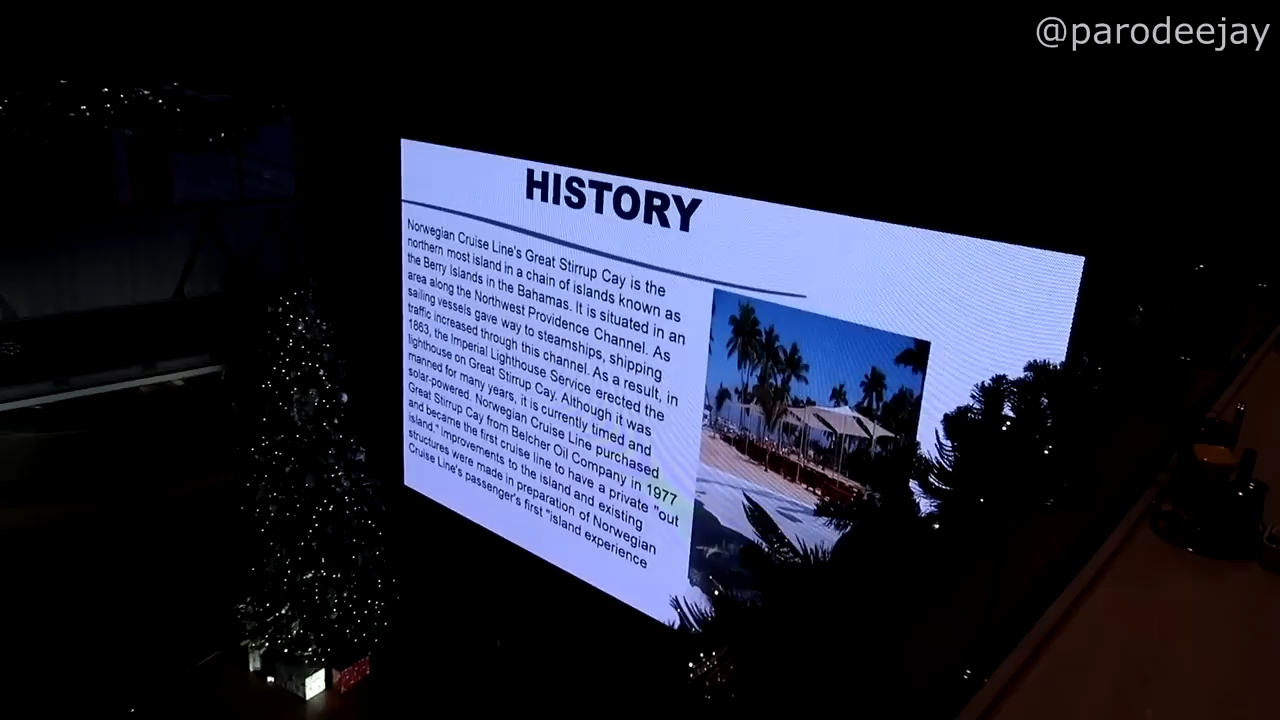 @parodeejay
HISTORY
Norwegian Cruise Line's Great Stirrup Cay is the
northern most island in a chain of islands known as
the Berry Islands in the Bahamas. It is situated in an
area along the Northwest Providence Channel. As
sailing vessels gave way to steamships, shipping
traffic increased through this channel. As a result, in
1863, the Imperial Lighthouse Service erected the
lighthouse on Great Stirrup Cay. Although it was
manned for many years, it is currently timed and
solar-powered. Norwegian Cruise Line purchased
Great Stirrup Cay from Belcher Oil Company in 1977
and became the first cruise line to have a private "out
island." Improvements to the island and existing
structures were made in preparation of Norwegian
Cruise Line's passenger's first "island experience